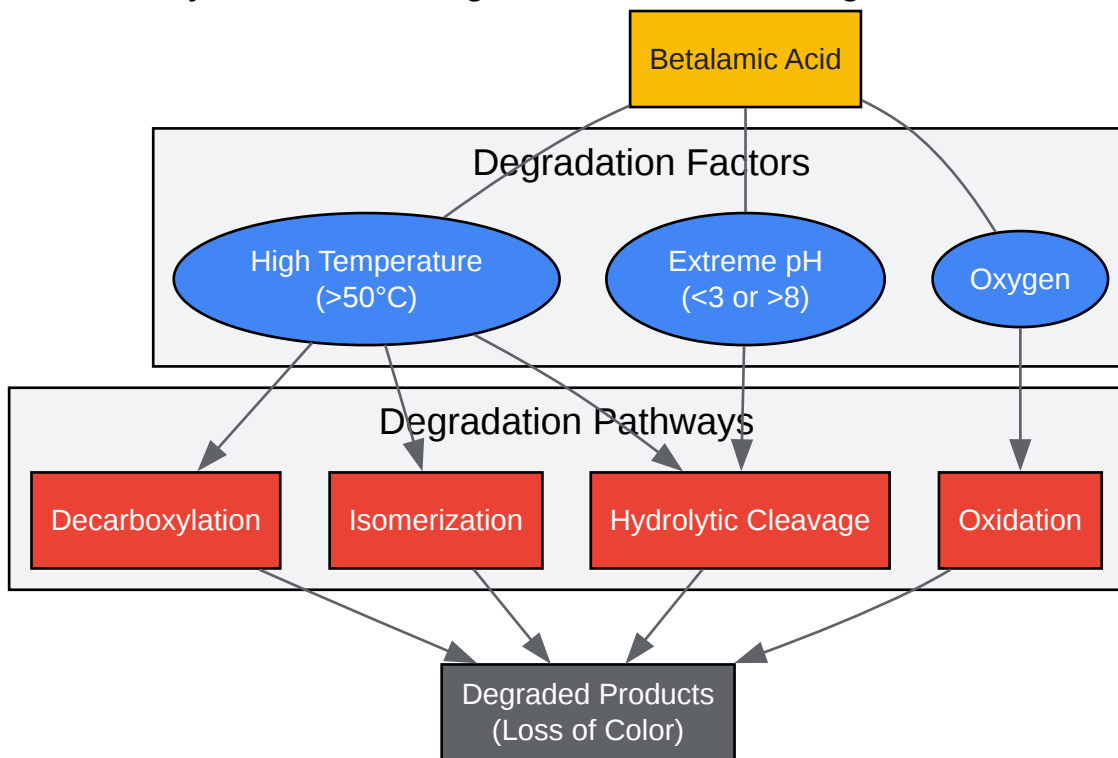 Betalamic Acid
Degradation Factors
High Temperature
(>50°C)
Extreme pH
(<3 or >8)
Oxygen
Degradation Pathways
Decarboxylation
Isomerization
Hydrolytic Cleavage
Oxidation
Degraded Products
(Loss of Color)